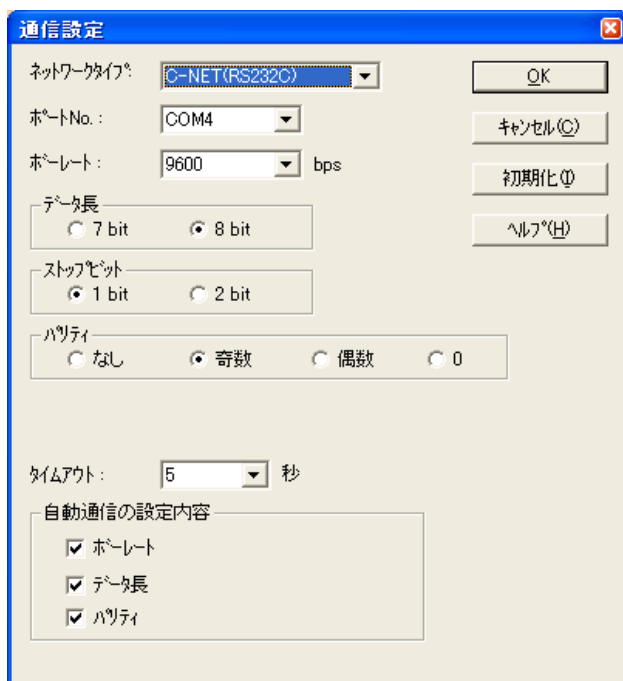 通信設定
ﾈｯﾄﾜｰｸﾀｲﾌﾟ: C-NET(RS232C) OK
ﾎﾟｰﾄNo. : COM4 ｷｬﾝｾﾙ(C)
ﾎﾞｰﾚｰﾄ : 9600 bps 初期化(I)
ﾃﾞｰﾀ長
7 bit 8 bit ﾍﾙﾌﾟ(H)
ｽﾄｯﾌﾟﾋﾞｯﾄ
1 bit 2 bit
ﾊﾟﾘﾃｨ
なし 奇数 偶数 0
ﾀｲﾑｱｳﾄ : 5 秒
自動通信の設定内容
ﾎﾞｰﾚｰﾄ
ﾃﾞｰﾀ長
ﾊﾟﾘﾃｨ